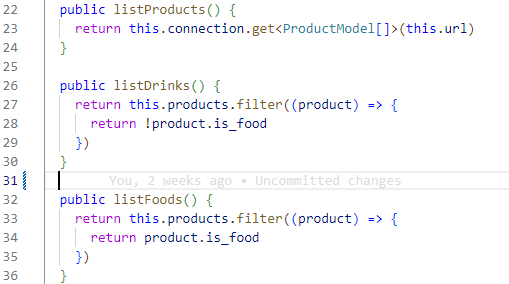 22 public listProducts() {
23 return this.connection.get<ProductModel[]>(this.url)
24 }
25
26 public listDrinks() {
27 return this.products.filter((product) => {
28 return !product.is_food
29 })
30 }
31 You, 2 weeks ago • Uncommitted changes
32 public listFoods() {
33 return this.products.filter((product) => {
34 return product.is_food
35 })
36 }